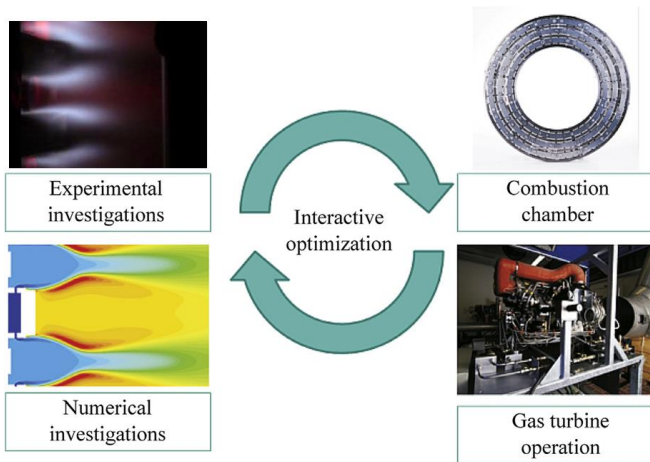 Experimental
investigations
Combustion
chamber
Interactive
optimization
Numerical
investigations
Gas turbine
operation